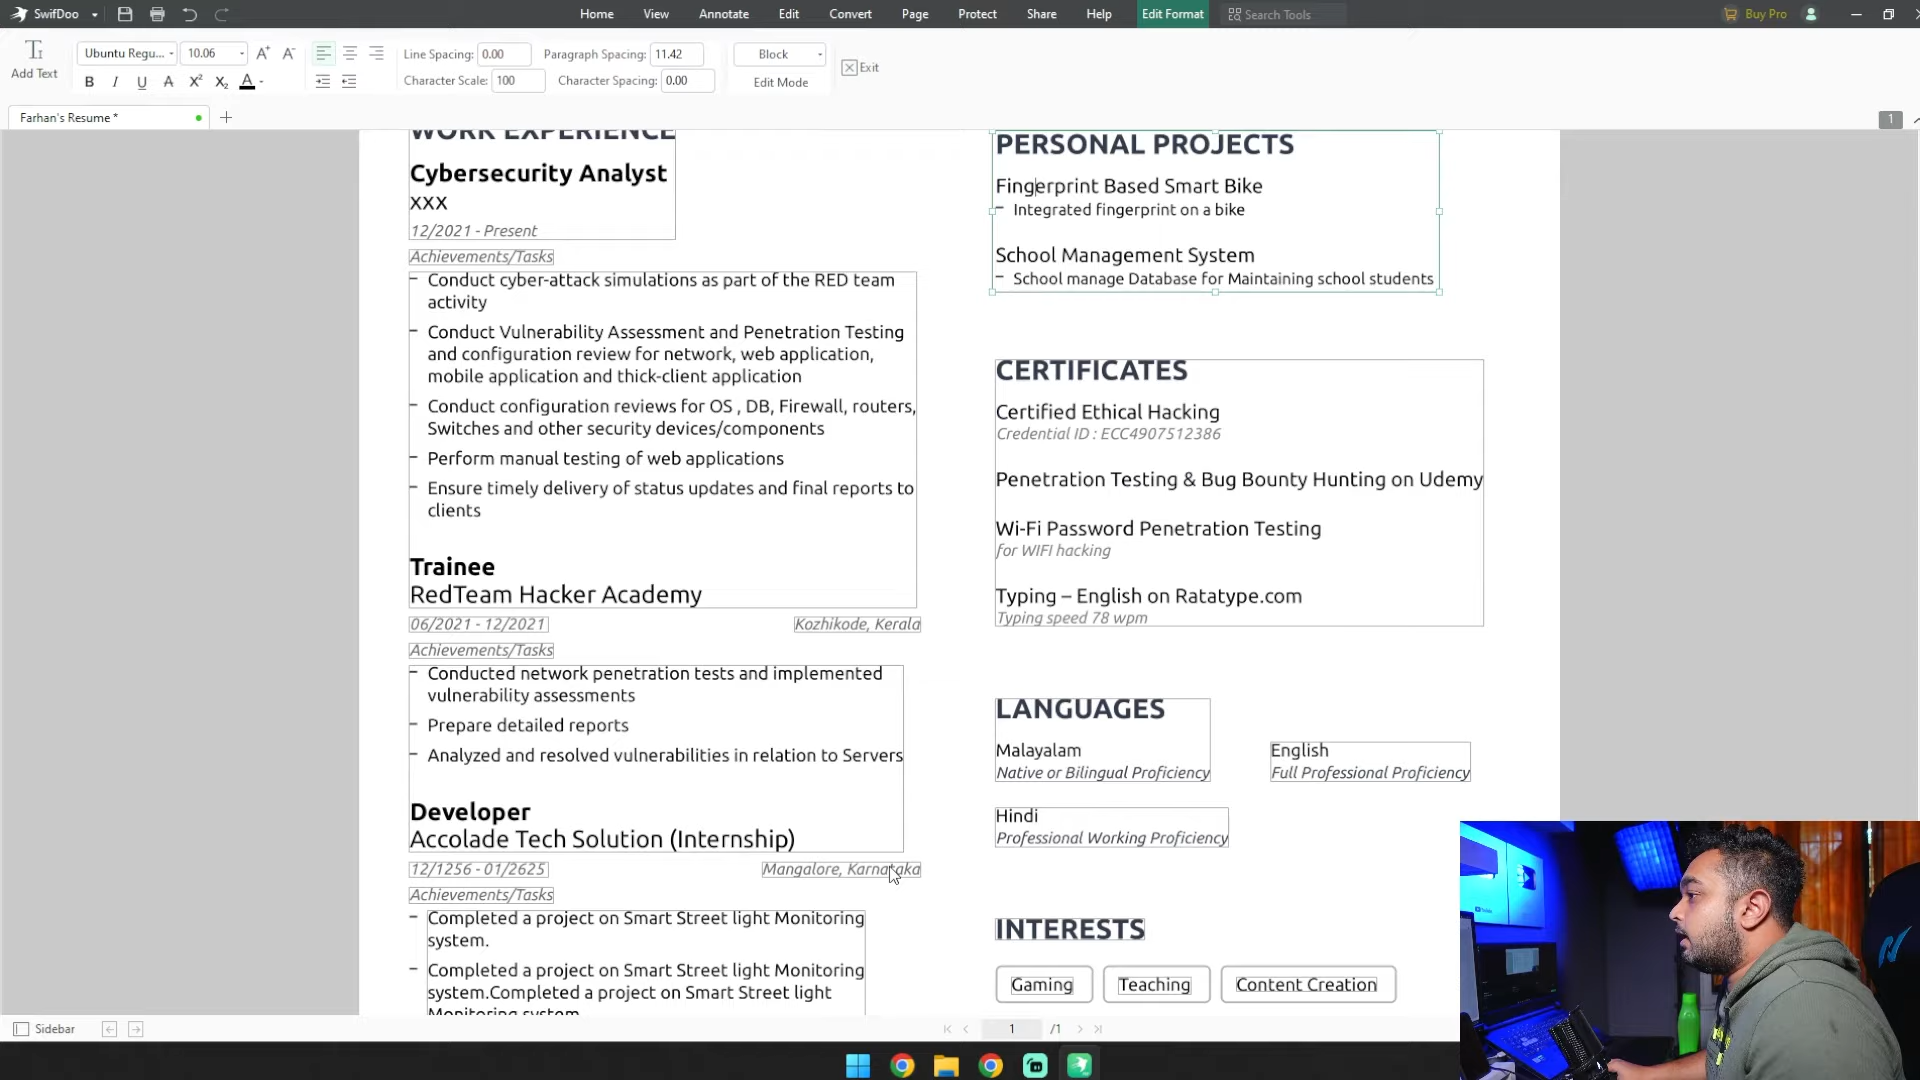 SwifDoo
Home View Annotate Edit Convert Page Protect Share Help Edit Format Search Tools
Buy Pro
Add Text
Ubuntu Regu... 10.06 A+ A-
B I U A X² X₂ A
Line Spacing: 0.00 Paragraph Spacing: 11.42
Character Scale: 100 Character Spacing: 0.00
Block
Edit Mode
Exit
Farhan's Resume *
1
WORK EXPERIENCE
Cybersecurity Analyst
xxx
12/2021 - Present
Achievements/Tasks
– Conduct cyber-attack simulations as part of the RED team
activity
– Conduct Vulnerability Assessment and Penetration Testing
and configuration review for network, web application,
mobile application and thick-client application
– Conduct configuration reviews for OS , DB, Firewall, routers,
Switches and other security devices/components
– Perform manual testing of web applications
– Ensure timely delivery of status updates and final reports to
clients
Trainee
RedTeam Hacker Academy
06/2021 - 12/2021 Kozhikode, Kerala
Achievements/Tasks
– Conducted network penetration tests and implemented
vulnerability assessments
– Prepare detailed reports
– Analyzed and resolved vulnerabilities in relation to Servers
Developer
Accolade Tech Solution (Internship)
12/1256 - 01/2625 Mangalore, Karnataka
Achievements/Tasks
– Completed a project on Smart Street light Monitoring
system.
– Completed a project on Smart Street light Monitoring
system.Completed a project on Smart Street light
Monitoring system
PERSONAL PROJECTS
Fingerprint Based Smart Bike
– Integrated fingerprint on a bike
School Management System
– School manage Database for Maintaining school students
CERTIFICATES
Certified Ethical Hacking
Credential ID : ECC4907512386
Penetration Testing & Bug Bounty Hunting on Udemy
Wi-Fi Password Penetration Testing
for WIFI hacking
Typing – English on Ratatype.com
Typing speed 78 wpm
LANGUAGES
Malayalam
Native or Bilingual Proficiency
English
Full Professional Proficiency
Hindi
Professional Working Proficiency
INTERESTS
Gaming Teaching Content Creation
Sidebar
1 /1